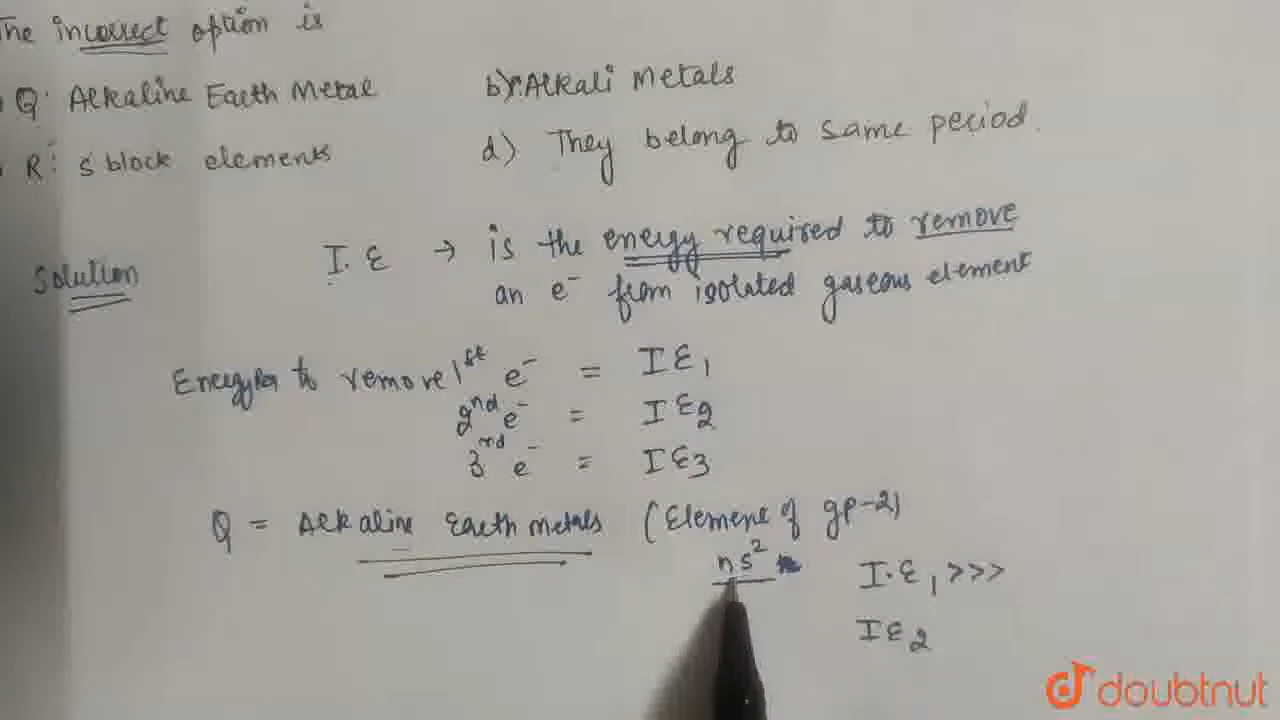 The incorrect option is
Q: Alkaline Earth Metal b) Alkali Metals
R: s block elements d) They belong to same period.
Solution I.E → is the energy required to remove
an e⁻ from isolated gaseous element
Energy to remove 1st e⁻ = IE₁
2nd e⁻ = IE₂
3rd e⁻ = IE₃
Q = Alkaline Earth metals (Element of gp-2)
ns² I.E₁ >>>
IE₂
doubtnut